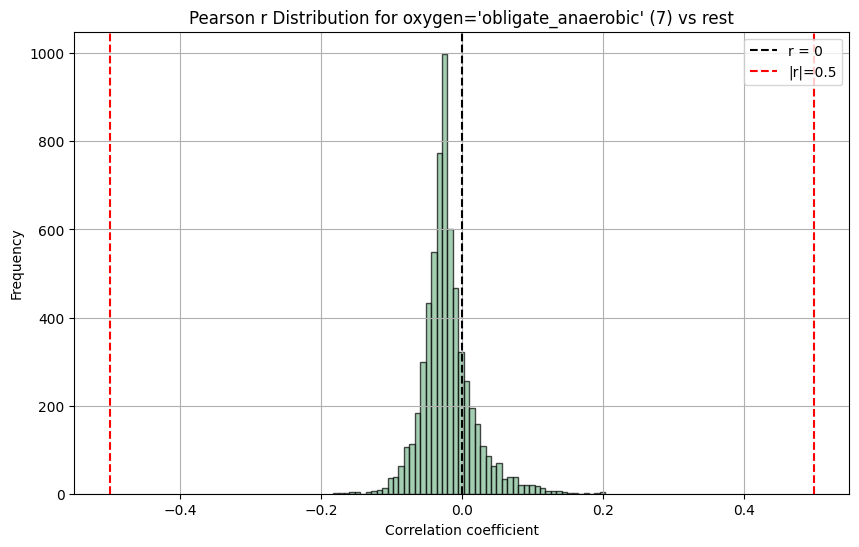 Pearson r Distribution for oxygen='obligate_anaerobic' (7) vs rest
r = 0
|r|=0.5
1000
800
600
400
200
0
Frequency
−0.4
−0.2
0.0
0.2
0.4
Correlation coefficient